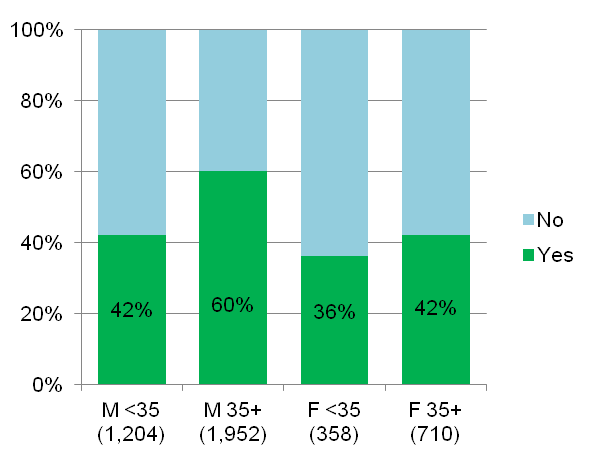 100%
80%
60%
40%
20%
0%
42%
60%
36%
42%
M <35
(1,204)
M 35+
(1,952)
F <35
(358)
F 35+
(710)
No
Yes